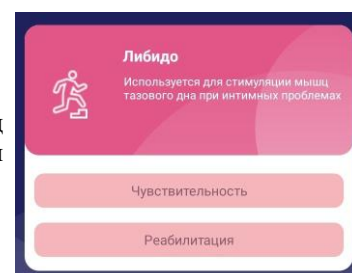 Либидо
Используется для стимуляции мышц
тазового дна при интимных проблемах
Чувствительность
Реабилитация